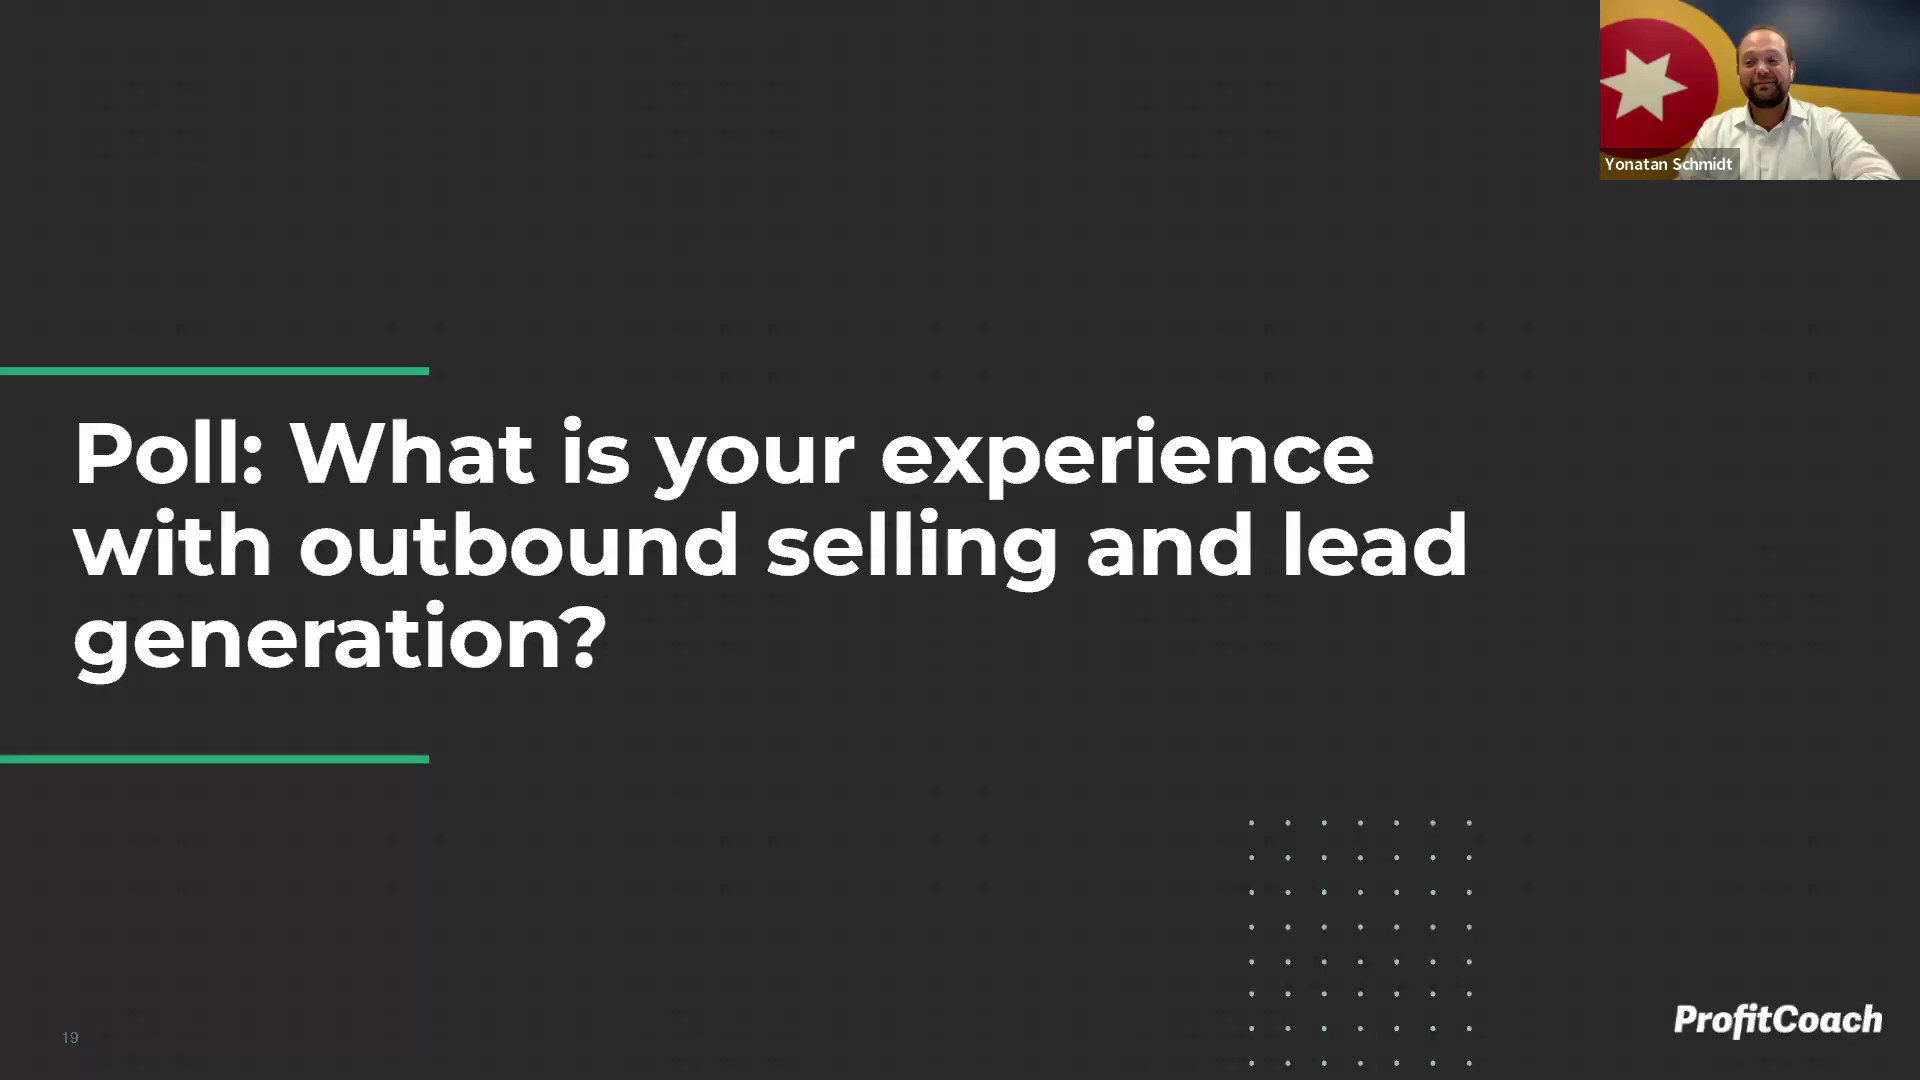 Yonatan Schmidt
Poll: What is your experience
with outbound selling and lead
generation?
19
ProfitCoach